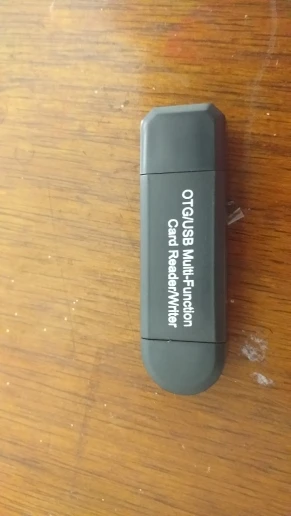 OTG/USB Multi-Function
Card Reader/Writer